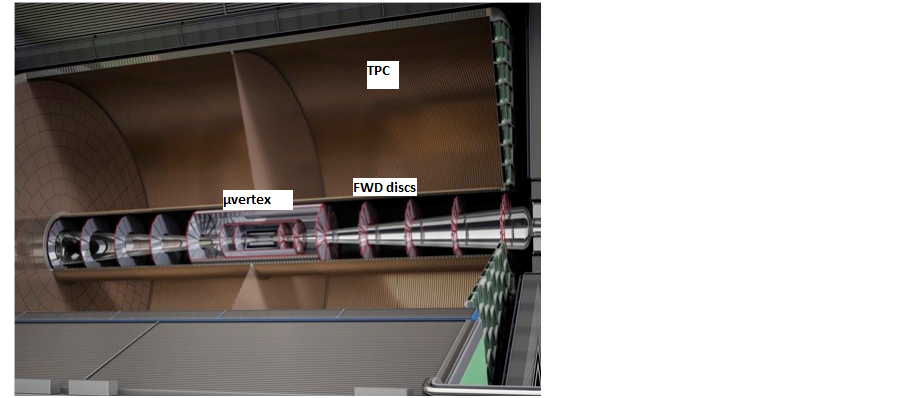 TPC
FWD discs
μvertex